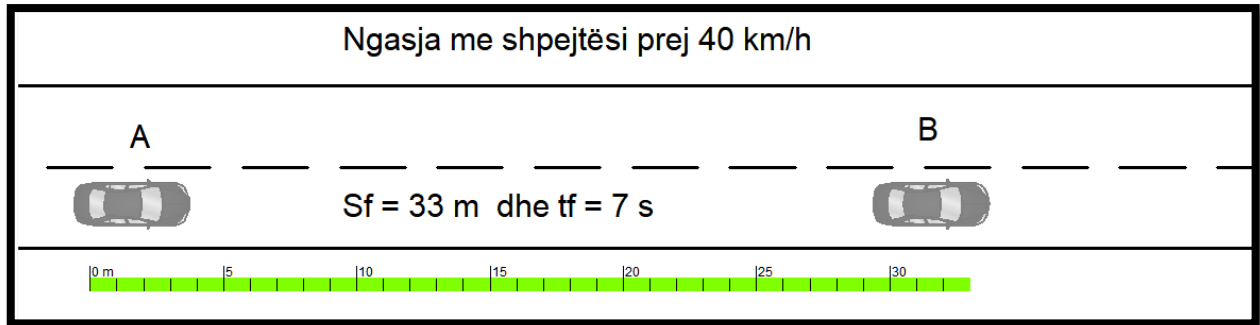 Ngasja me shpejtësi prej 40 km/h
A
B
Sf = 33 m dhe tf = 7 s
0 m 5 10 15 20 25 30